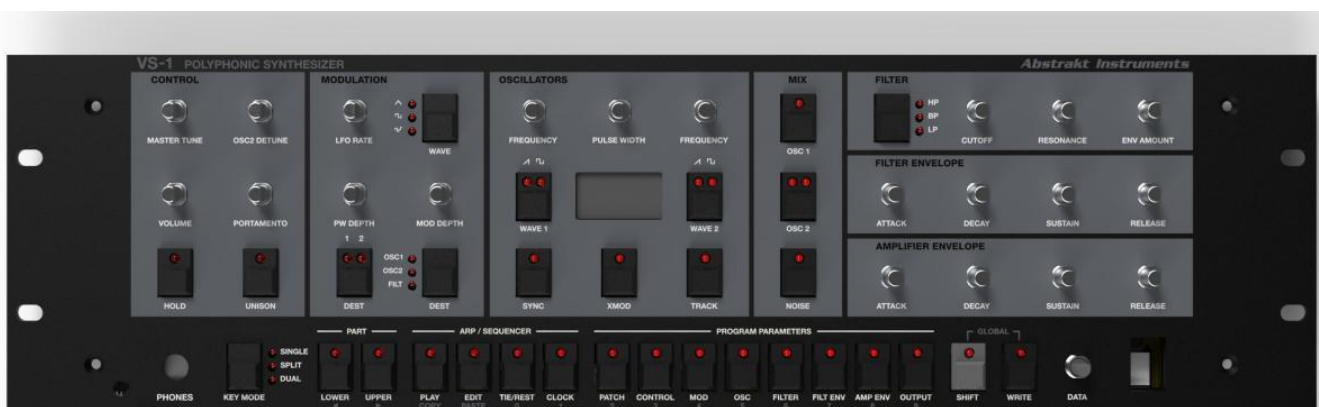 VS-1 POLYPHONIC SYNTHESIZER
Abstrakt Instruments
CONTROL
MASTER TUNE OSC2 DETUNE
VOLUME PORTAMENTO
HOLD UNISON
MODULATION
LFO RATE WAVE
PW DEPTH MOD DEPTH
1 2
OSC1
OSC2
FILT
DEST DEST
OSCILLATORS
FREQUENCY PULSE WIDTH FREQUENCY
WAVE 1 WAVE 2
SYNC XMOD TRACK
MIX
OSC 1
OSC 2
NOISE
FILTER
HP
BP
LP
CUTOFF RESONANCE ENV AMOUNT
FILTER ENVELOPE
ATTACK DECAY SUSTAIN RELEASE
AMPLIFIER ENVELOPE
ATTACK DECAY SUSTAIN RELEASE
PART ARP / SEQUENCER PROGRAM PARAMETERS GLOBAL
SINGLE
SPLIT
DUAL
PHONES KEY MODE LOWER UPPER PLAY EDIT TIE/REST CLOCK PATCH CONTROL MOD OSC FILTER FILT ENV AMP ENV OUTPUT SHIFT WRITE DATA
COPY PASTE